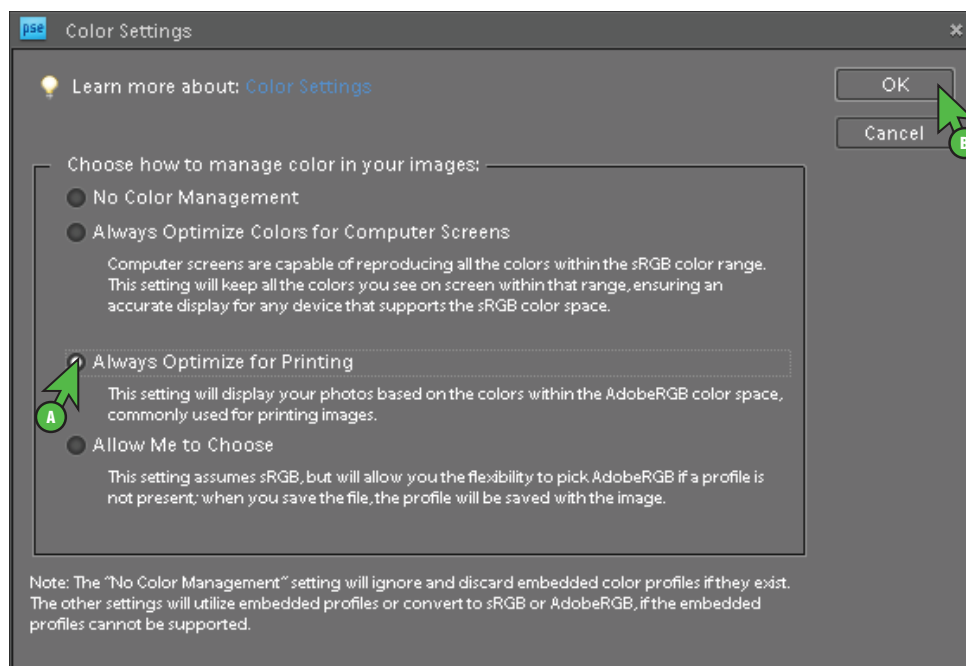 pse Color Settings
Learn more about: Color Settings
OK
Cancel
B
Choose how to manage color in your images:
No Color Management
Always Optimize Colors for Computer Screens
Computer screens are capable of reproducing all the colors within the sRGB color range.
This setting will keep all the colors you see on screen within that range, ensuring an
accurate display for any device that supports the sRGB color space.
Always Optimize for Printing
A
This setting will display your photos based on the colors within the AdobeRGB color space,
commonly used for printing images.
Allow Me to Choose
This setting assumes sRGB, but will allow you the flexibility to pick AdobeRGB if a profile is
not present; when you save the file, the profile will be saved with the image.
Note: The "No Color Management" setting will ignore and discard embedded color profiles if they exist.
The other settings will utilize embedded profiles or convert to sRGB or AdobeRGB, if the embedded
profiles cannot be supported.